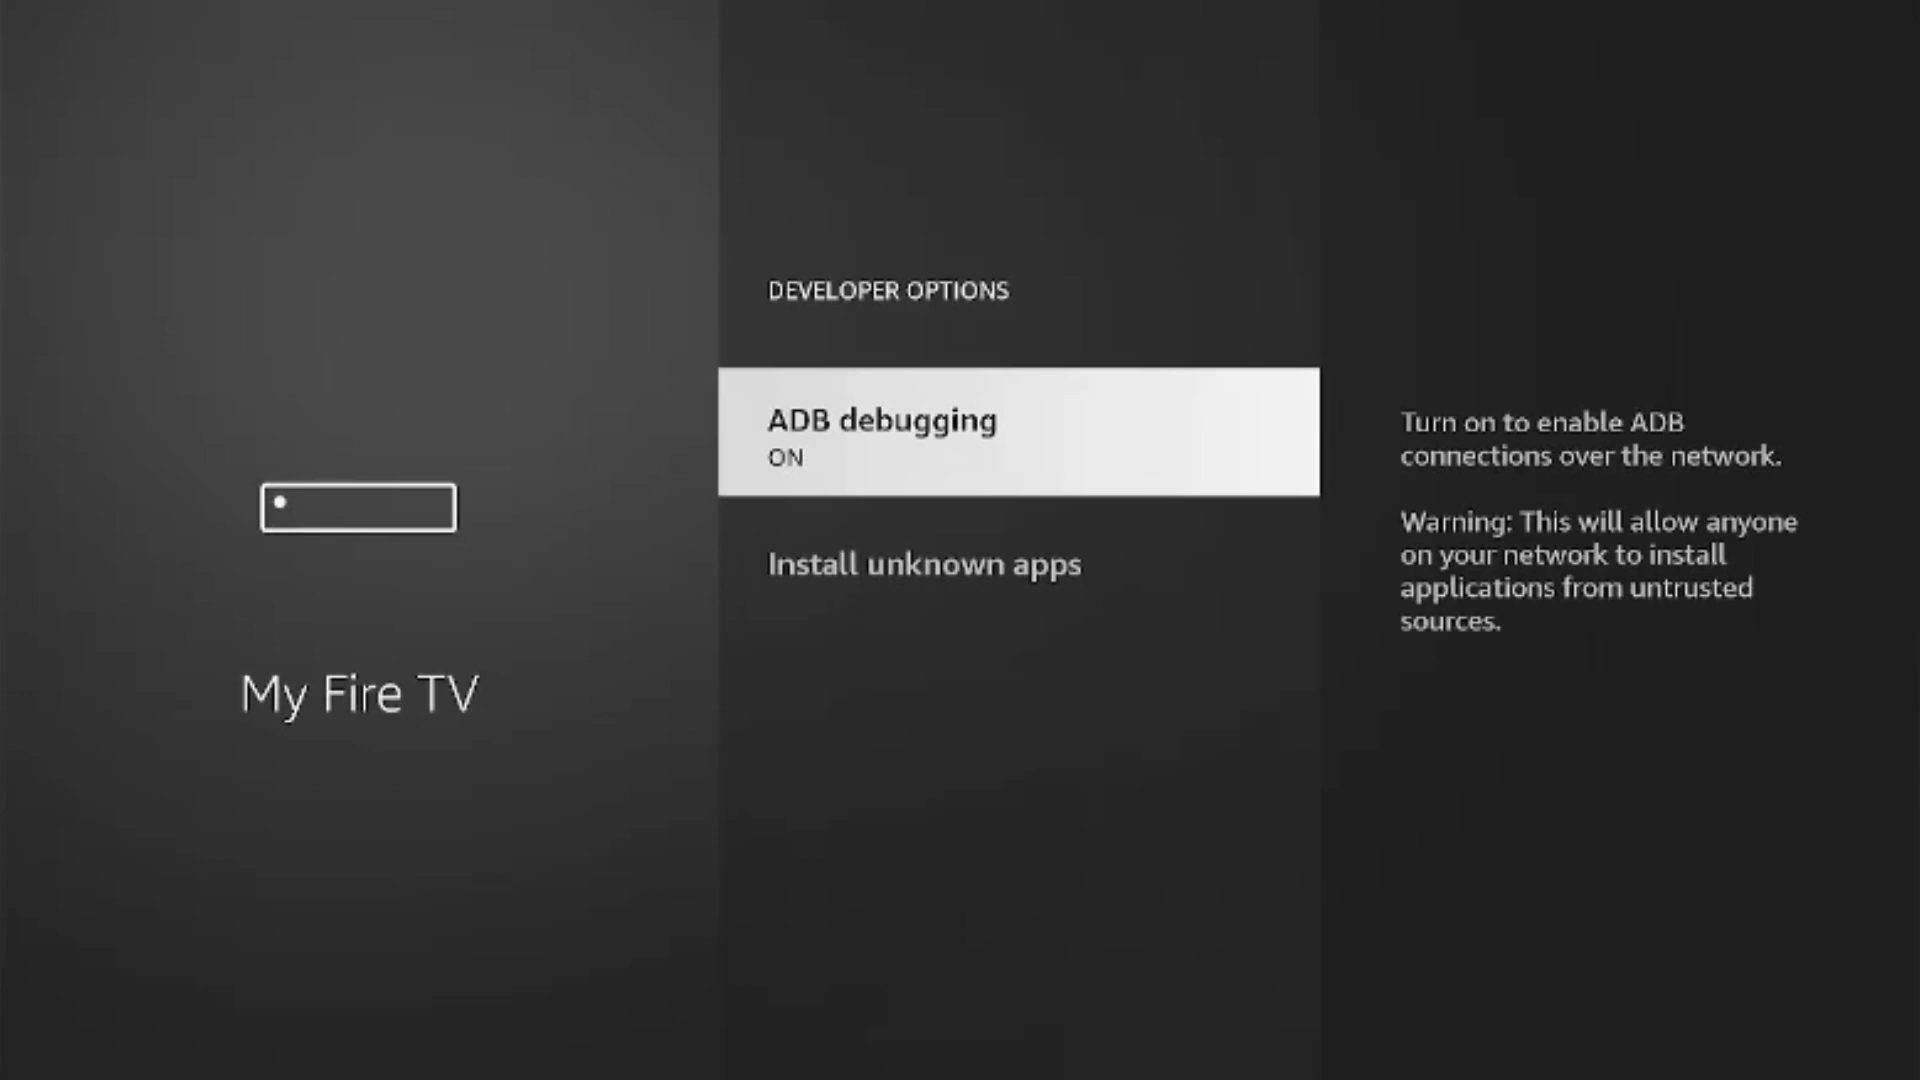 DEVELOPER OPTIONS
ADB debugging
ON
Install unknown apps
My Fire TV
Turn on to enable ADB
connections over the network.
Warning: This will allow anyone
on your network to install
applications from untrusted
sources.